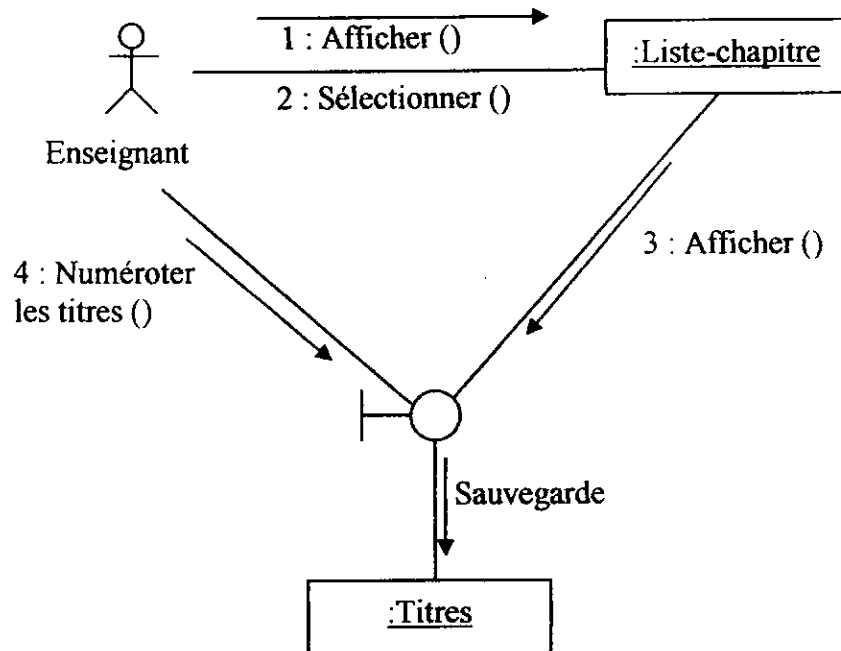 1 : Afficher ()
:Liste-chapitre
2 : Sélectionner ()
Enseignant
3 : Afficher ()
4 : Numéroter
les titres ()
Sauvegarde
:Titres